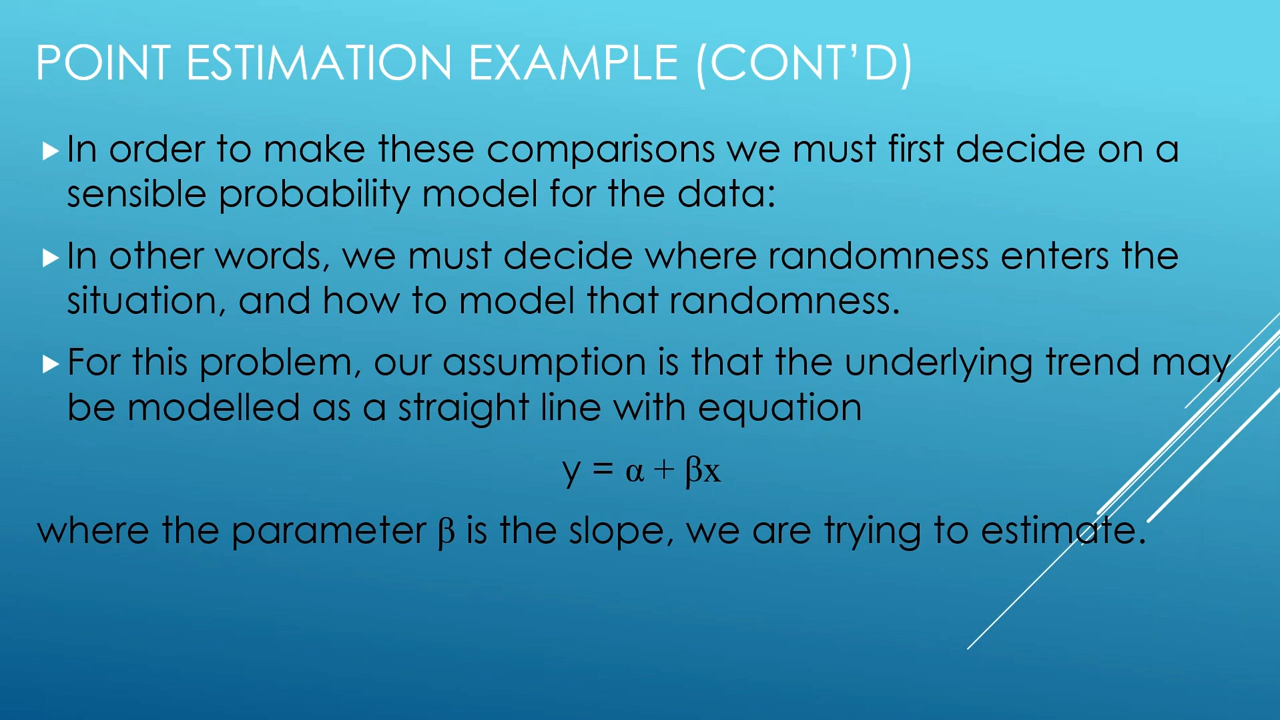 POINT ESTIMATION EXAMPLE (CONT’D)
In order to make these comparisons we must first decide on a
sensible probability model for the data:
In other words, we must decide where randomness enters the
situation, and how to model that randomness.
For this problem, our assumption is that the underlying trend may
be modelled as a straight line with equation
y = α + βx
where the parameter β is the slope, we are trying to estimate.